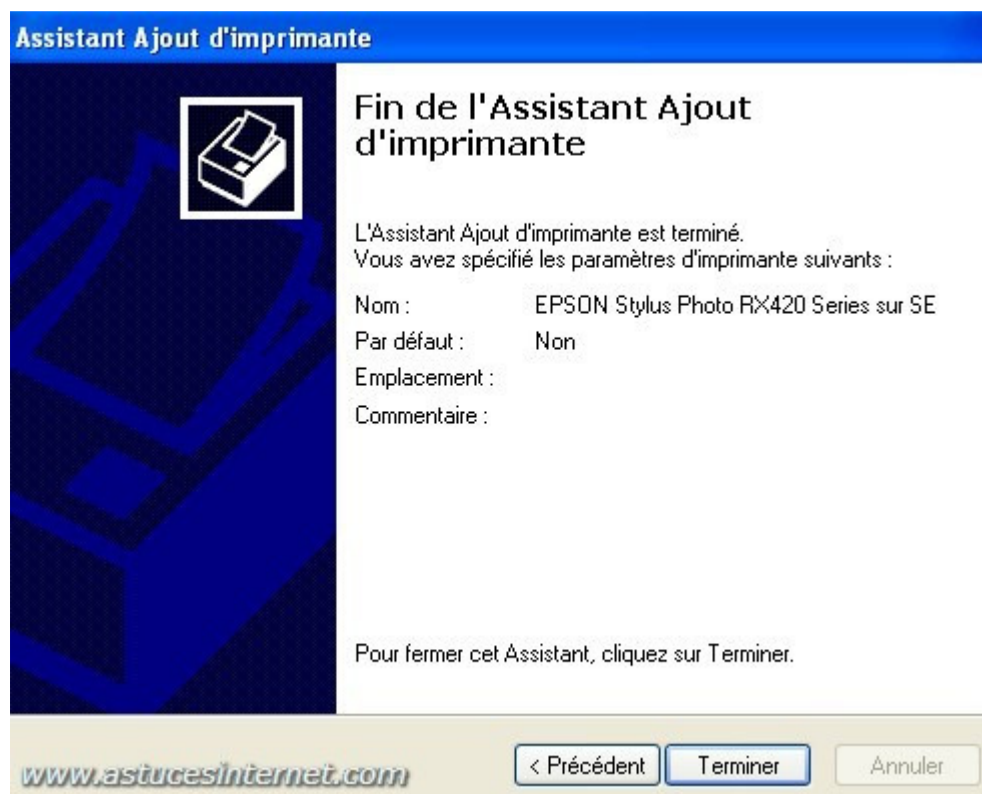 Assistant Ajout d'imprimante
Fin de l'Assistant Ajout
d'imprimante
L'Assistant Ajout d'imprimante est terminé.
Vous avez spécifié les paramètres d'imprimante suivants :
Nom : EPSON Stylus Photo RX420 Series sur SE
Par défaut : Non
Emplacement :
Commentaire :
Pour fermer cet Assistant, cliquez sur Terminer.
www.astucesinternet.com
< Précédent Terminer Annuler